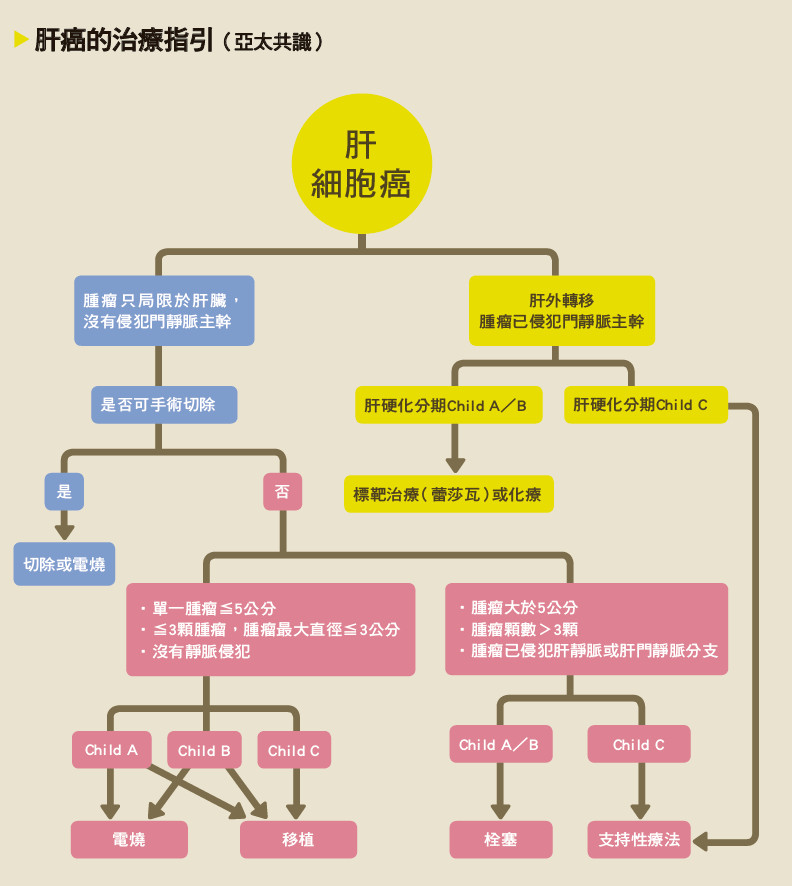 肝癌的治療指引（亞太共識）
肝
細胞癌
腫瘤只局限於肝臟，
沒有侵犯門靜脈主幹
肝外轉移
腫瘤已侵犯門靜脈主幹
是否可手術切除
肝硬化分期Child A／B
肝硬化分期Child C
是
否
標靶治療（蕾莎瓦）或化療
切除或電燒
・單一腫瘤≦5公分
・≦3顆腫瘤，腫瘤最大直徑≦3公分
・沒有靜脈侵犯
・腫瘤大於5公分
・腫瘤顆數＞3顆
・腫瘤已侵犯肝靜脈或肝門靜脈分支
Child A
Child B
Child C
Child A／B
Child C
電燒
移植
栓塞
支持性療法